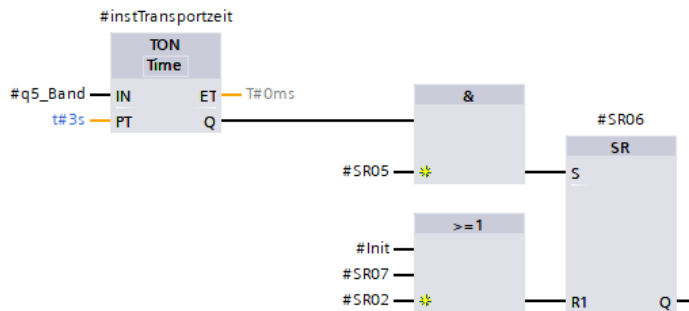 #instTransportzeit
TON
Time
#q5_Band IN ET T#0ms
t#3s PT Q
&
#SR05
#SR06
SR
S
>=1
#Init
#SR07
#SR02
R1 Q